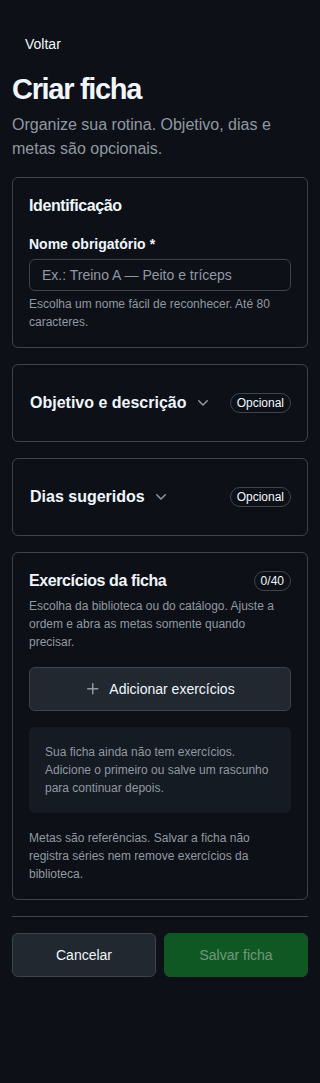 Voltar
Criar ficha
Organize sua rotina. Objetivo, dias e
metas são opcionais.
Identificação
Nome obrigatório *
Ex.: Treino A — Peito e tríceps
Escolha um nome fácil de reconhecer. Até 80
caracteres.
Objetivo e descrição
Opcional
Dias sugeridos
Opcional
Exercícios da ficha
0/40
Escolha da biblioteca ou do catálogo. Ajuste a
ordem e abra as metas somente quando
precisar.
Adicionar exercícios
Sua ficha ainda não tem exercícios.
Adicione o primeiro ou salve um rascunho
para continuar depois.
Metas são referências. Salvar a ficha não
registra séries nem remove exercícios da
biblioteca.
Cancelar
Salvar ficha